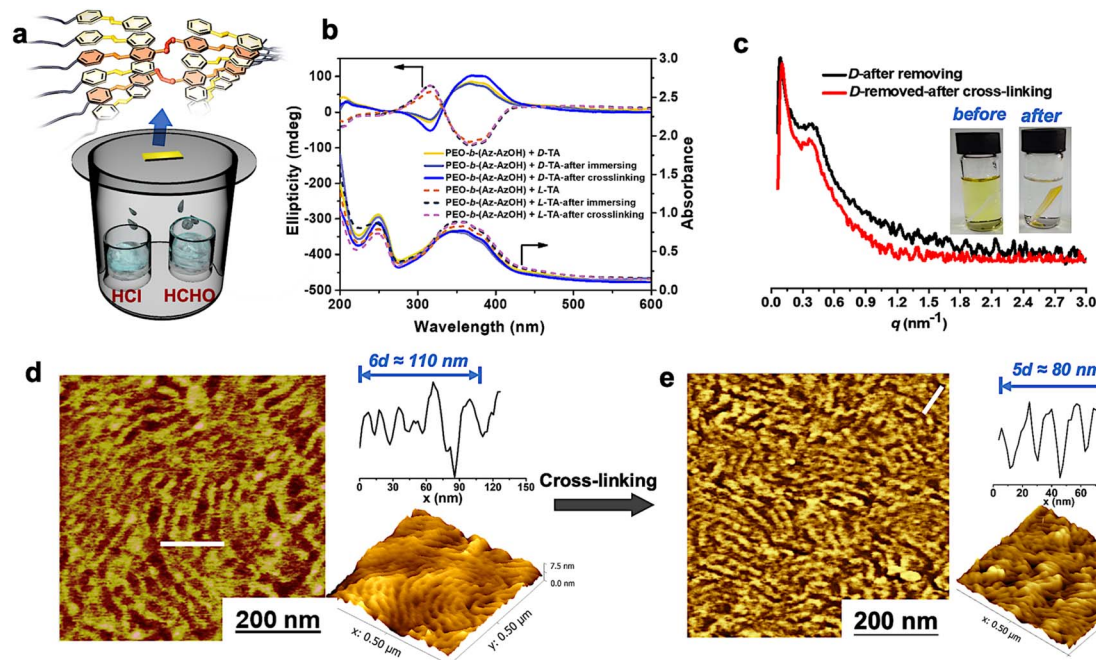 a
HCl
HCHO
b
Ellipticity (mdeg)
100
50
0
-50
-100
-150
-200
-250
-300
-350
-400
-450
-500
200
300
400
500
600
Wavelength (nm)
3.0
2.5
2.0
1.5
1.0
0.5
0.0
Absorbance
PEO-b-(Az-AzOH) + D-TA
PEO-b-(Az-AzOH) + D-TA-after immersing
PEO-b-(Az-AzOH) + D-TA-after crosslinking
PEO-b-(Az-AzOH) + L-TA
PEO-b-(Az-AzOH) + L-TA-after immersing
PEO-b-(Az-AzOH) + L-TA-after crosslinking
c
D-after removing
D-removed-after cross-linking
before
after
0.0
0.3
0.6
0.9
1.2
1.5
1.8
2.1
2.4
2.7
3.0
q (nm⁻¹)
d
200 nm
6d ≈ 110 nm
0
30
60
90
120
150
x (nm)
7.5 nm
0.0 nm
x: 0.50 µm
y: 0.50 µm
Cross-linking
e
200 nm
5d ≈ 80 nm
0
20
40
60
x (nm)
x: 0.50 µm